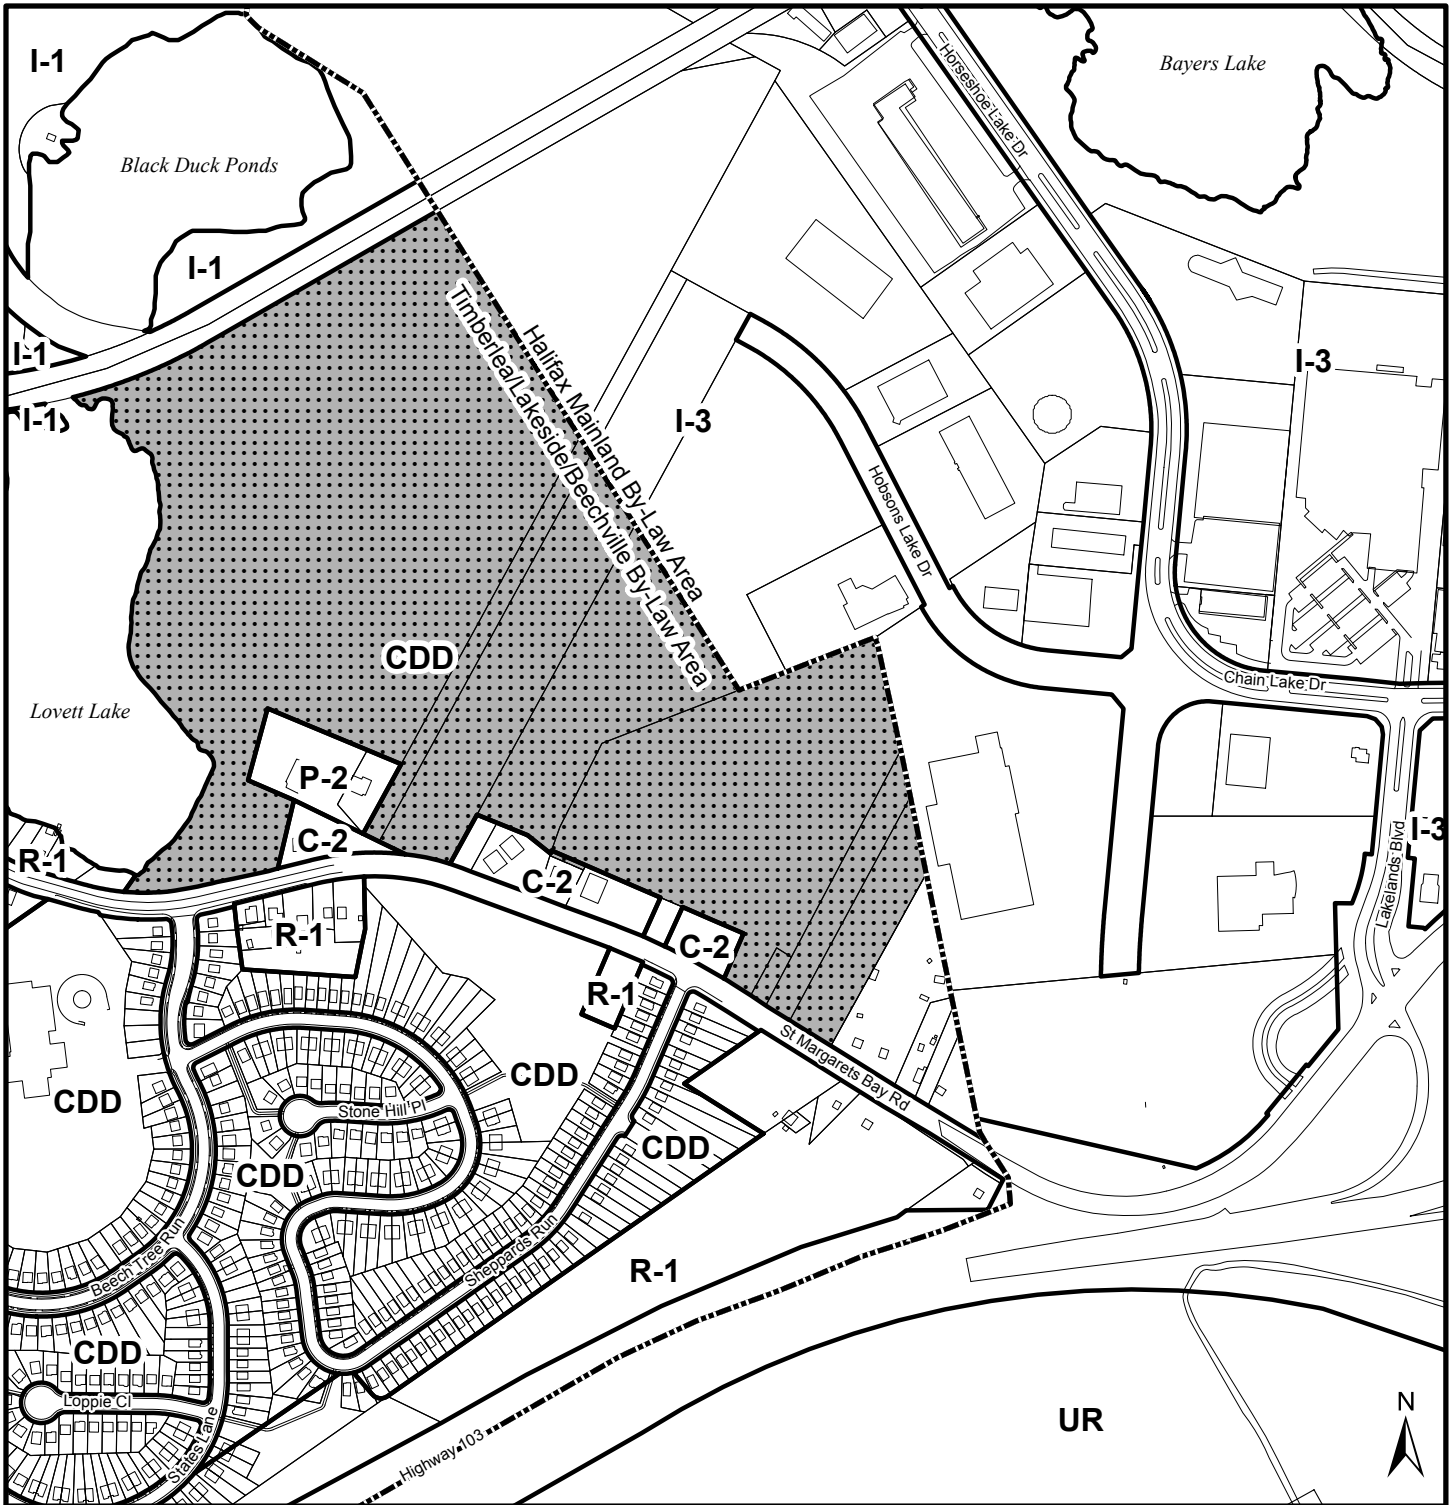 I-1
Bayers Lake
Horseshoe Lake Dr
Black Duck Ponds
I-1
I-1
I-3
I-1
Halifax Mainland By-Law Area
Timberlea/Lakeside/Beechville By-Law Area
I-3
Hobsons Lake Dr
CDD
Chain Lake Dr
Lovett Lake
P-2
C-2
I-3
R-1
Lakelands Blvd
C-2
R-1
C-2
R-1
St Margarets Bay Rd
CDD
CDD
Stone Hill Pl
CDD
CDD
Beech Tree Run
Sheppards Run
R-1
CDD
Loppie Cl
States Lane
Highway 103
UR
N